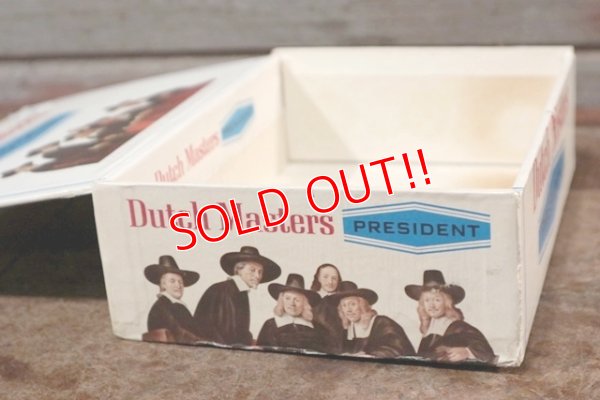 Dutch Masters
Dutch Masters PRESIDENT
SOLD OUT!!